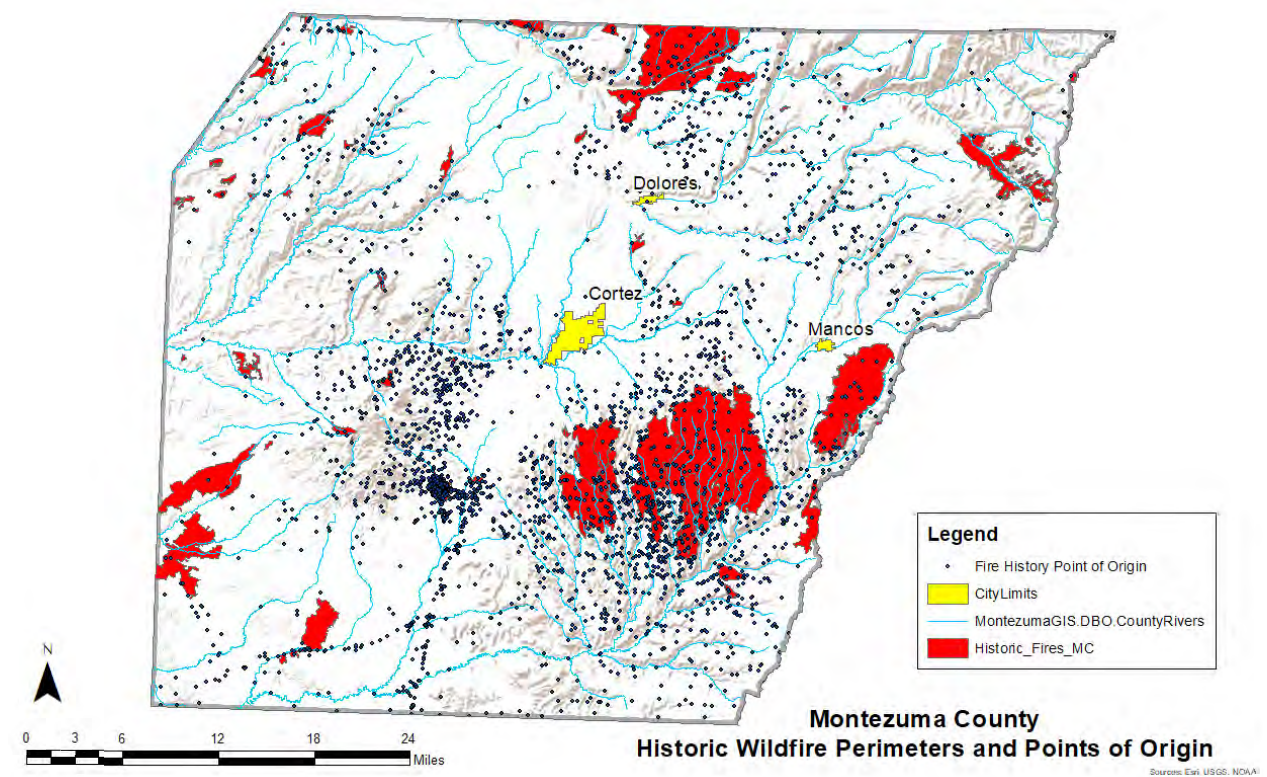 Dolores
Cortez
Mancos
Legend
Fire History Point of Origin
CityLimits
MontezumaGIS.DBO.CountyRivers
Historic_Fires_MC
N
0 3 6 12 18 24
Miles
Montezuma County
Historic Wildfire Perimeters and Points of Origin
Sources: Esri, USGS, NOAA